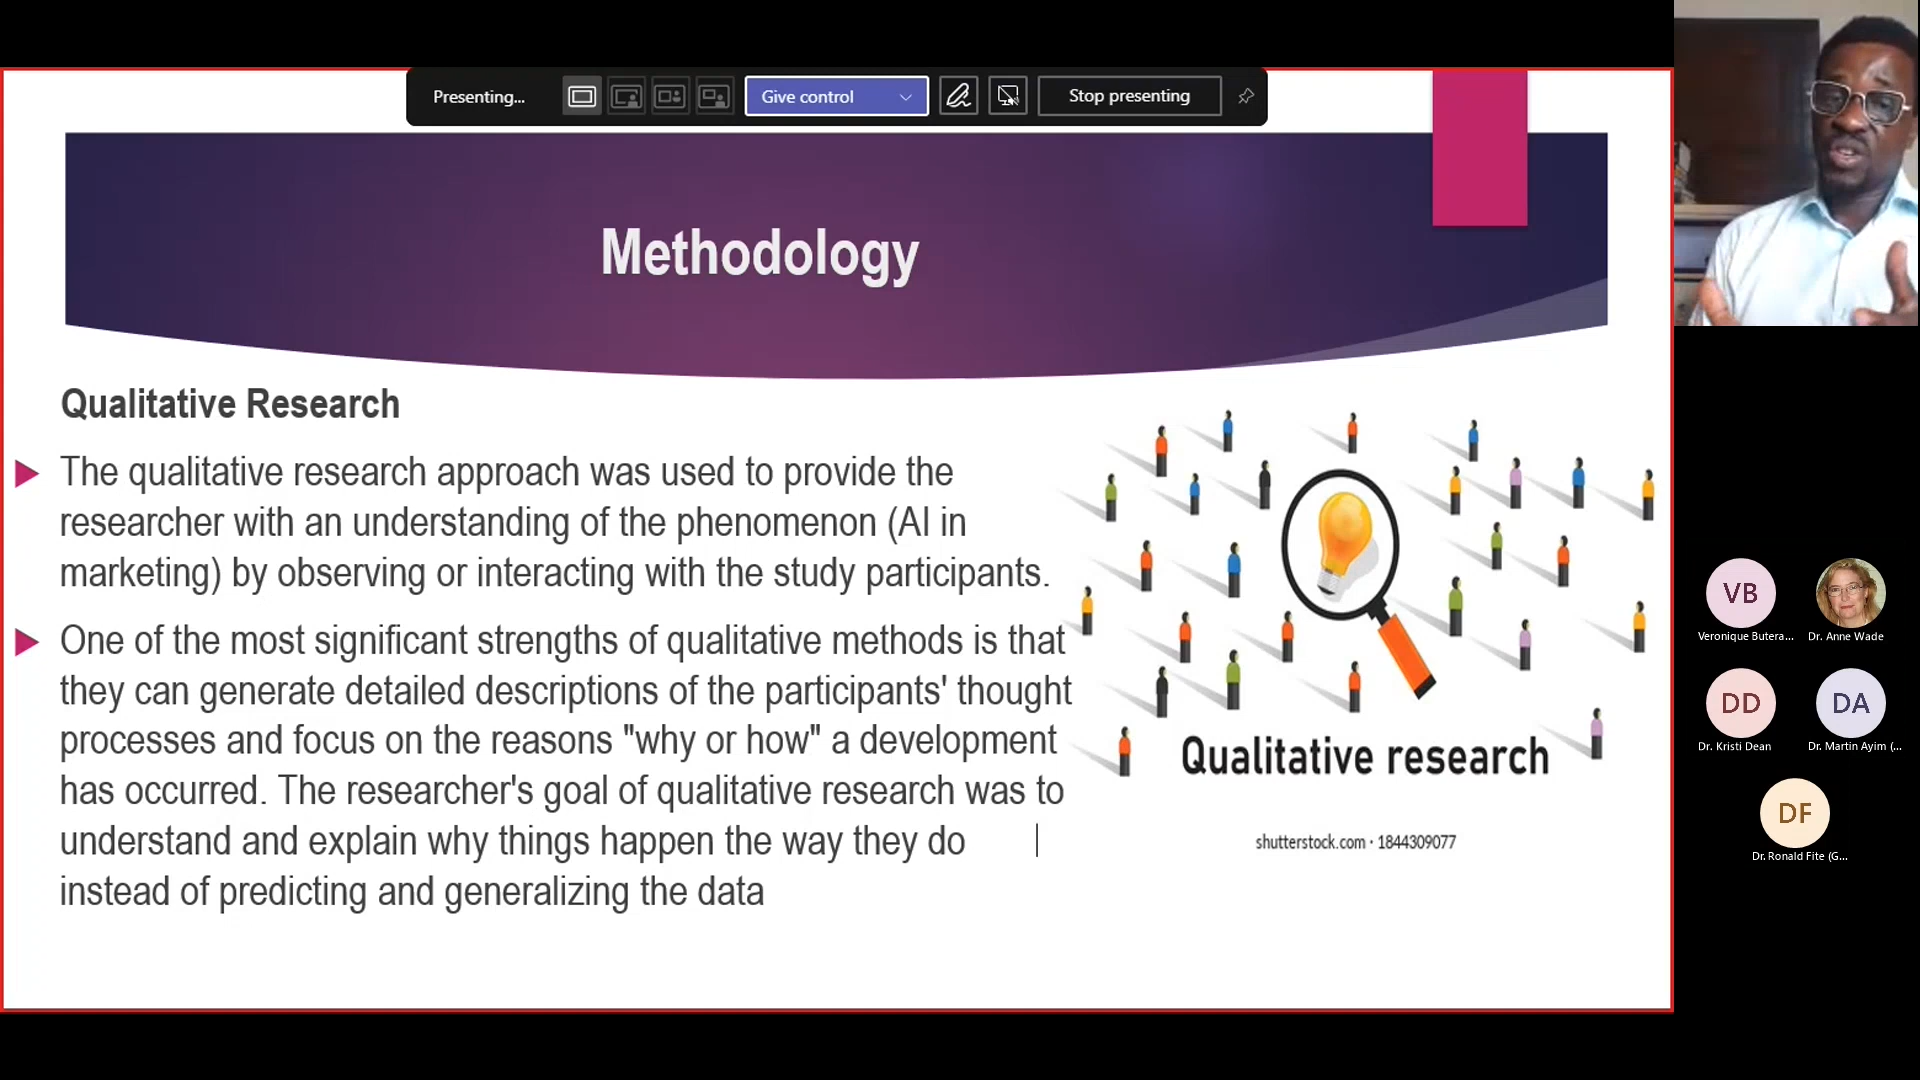 Presenting...
Give control
Stop presenting
Methodology
Qualitative Research
The qualitative research approach was used to provide the
researcher with an understanding of the phenomenon (AI in
marketing) by observing or interacting with the study participants.
One of the most significant strengths of qualitative methods is that
they can generate detailed descriptions of the participants' thought
processes and focus on the reasons "why or how" a development
has occurred. The researcher's goal of qualitative research was to
understand and explain why things happen the way they do
instead of predicting and generalizing the data
Qualitative research
shutterstock.com · 1844309077
VB
Veronique Butera...
Dr. Anne Wade
DD
Dr. Kristi Dean
DA
Dr. Martin Ayim (...
DF
Dr. Ronald Fite (G...